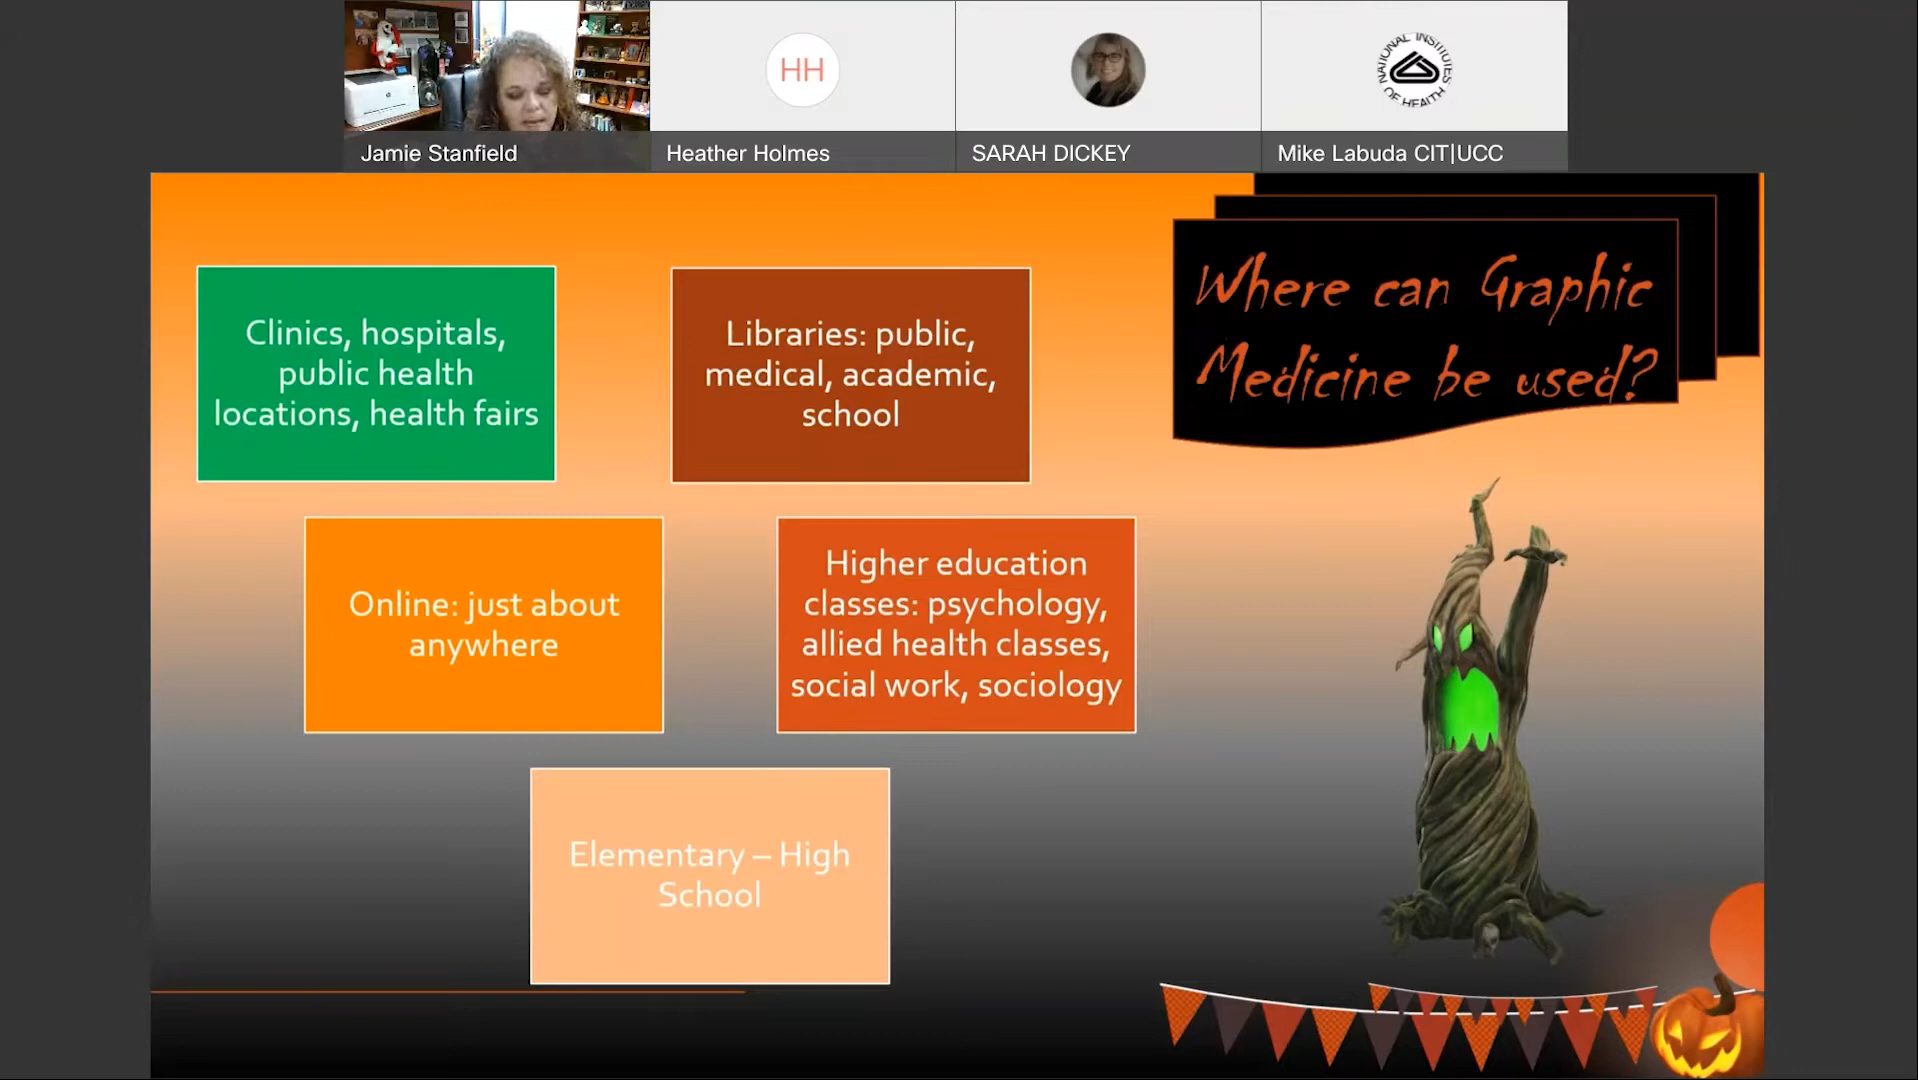 HH
NATIONAL INSTITUTES
OF HEALTH
Jamie Stanfield
Heather Holmes
SARAH DICKEY
Mike Labuda CIT|UCC
Where can Graphic
Medicine be used?
Clinics, hospitals,
public health
locations, health fairs
Libraries: public,
medical, academic,
school
Online: just about
anywhere
Higher education
classes: psychology,
allied health classes,
social work, sociology
Elementary – High
School